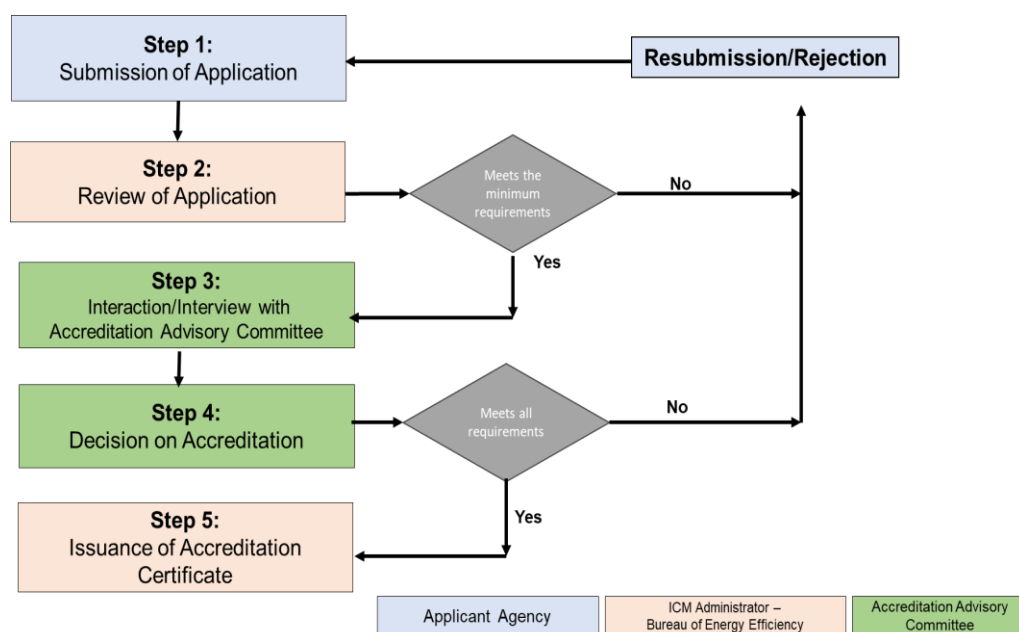 Step 1:
Submission of Application
Resubmission/Rejection
Step 2:
Review of Application
Meets the
minimum
requirements
No
Yes
Step 3:
Interaction/Interview with
Accreditation Advisory Committee
Step 4:
Decision on Accreditation
Meets all
requirements
No
Yes
Step 5:
Issuance of Accreditation
Certificate
Applicant Agency
ICM Administrator –
Bureau of Energy Efficiency
Accreditation Advisory
Committee